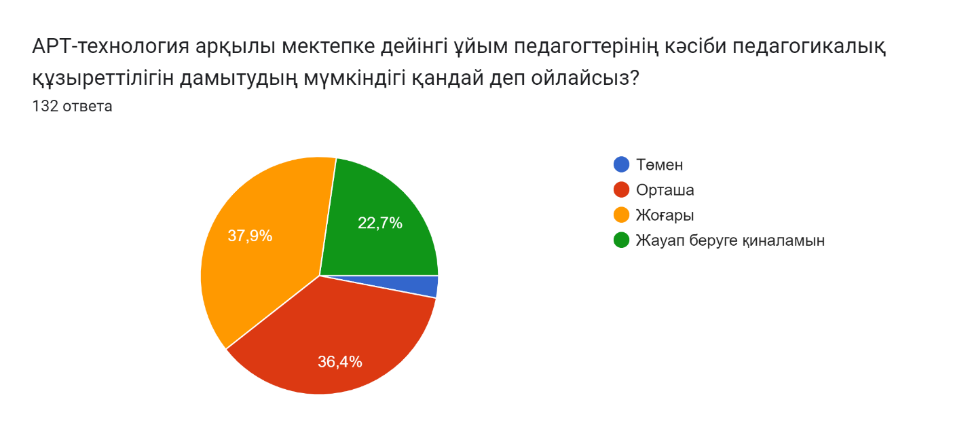 АРТ-технология арқылы мектепке дейінгі ұйым педагогтерінің кәсіби педагогикалық
құзыреттілігін дамытудың мүмкіндігі қандай деп ойлайсыз?
132 ответа
Төмен
Орташа
Жоғары
Жауап беруге қиналамын
37,9%
22,7%
36,4%